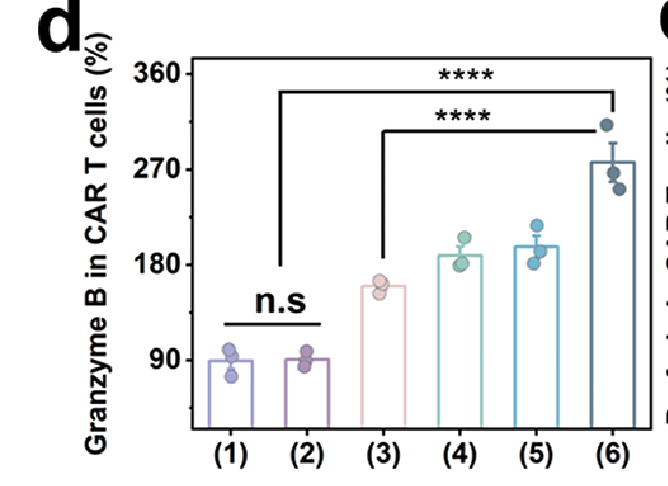 d
Granzyme B in CAR T cells (%)
360
270
180
90
****
****
n.s
(1) (2) (3) (4) (5) (6)